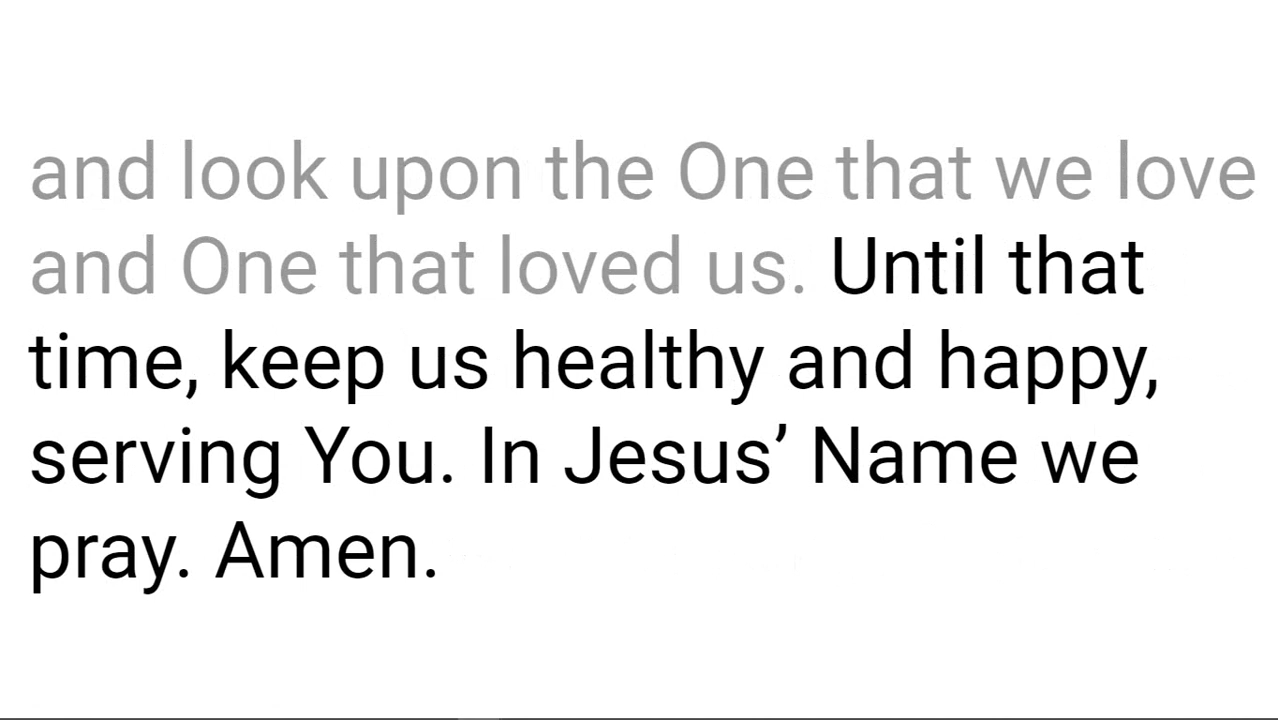 and look upon the One that we love
and One that loved us. Until that
time, keep us healthy and happy,
serving You. In Jesus’ Name we
pray. Amen.